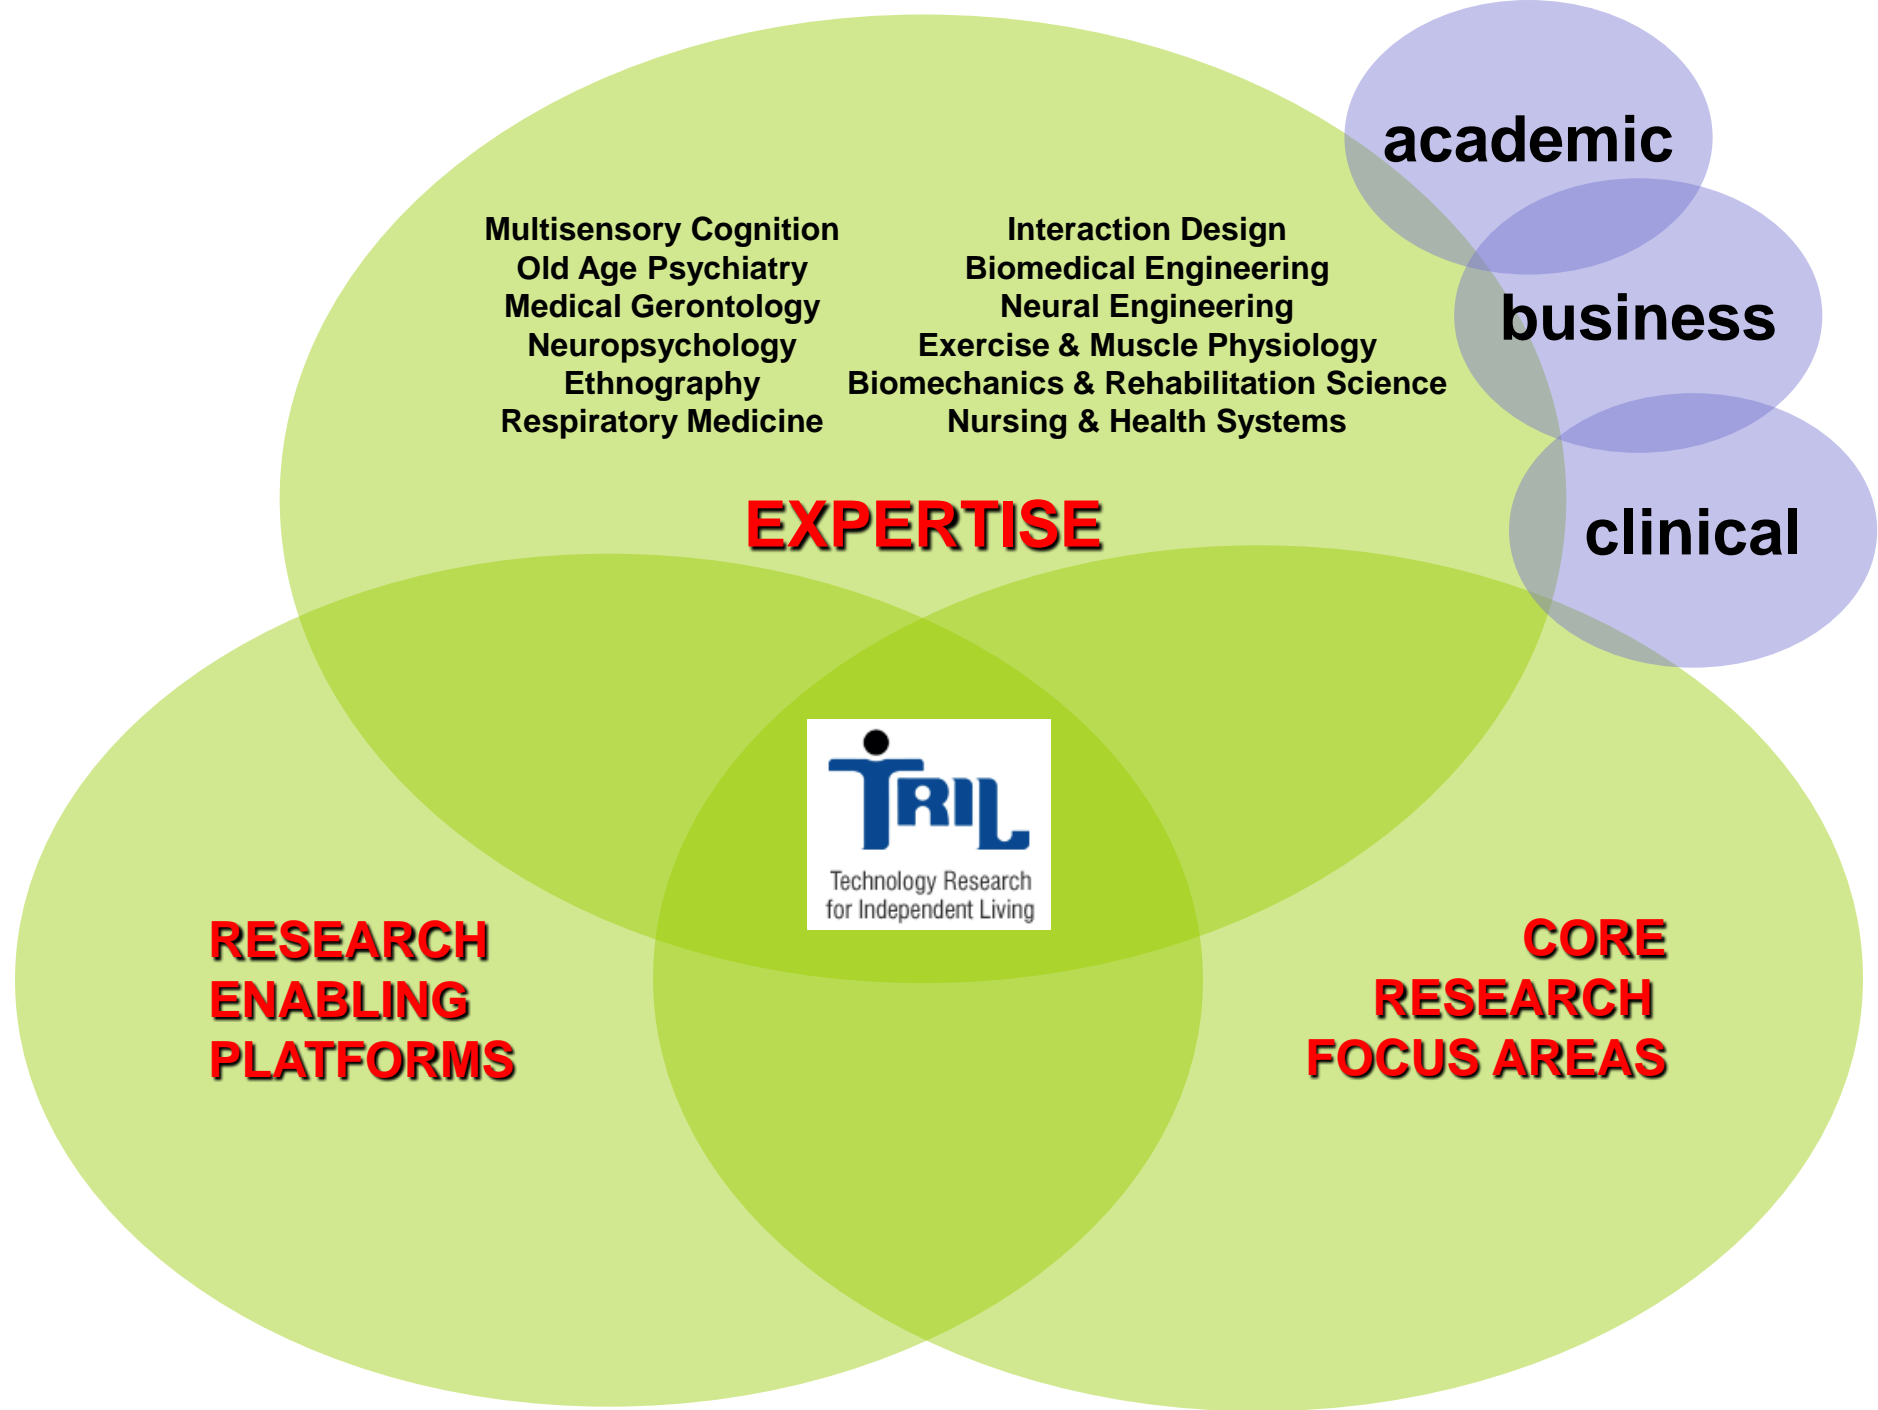 academic
business
clinical
Multisensory Cognition
Old Age Psychiatry
Medical Gerontology
Neuropsychology
Ethnography
Respiratory Medicine
Interaction Design
Biomedical Engineering
Neural Engineering
Exercise & Muscle Physiology
Biomechanics & Rehabilitation Science
Nursing & Health Systems
EXPERTISE
TRIL
Technology Research
for Independent Living
RESEARCH
ENABLING
PLATFORMS
CORE
RESEARCH
FOCUS AREAS